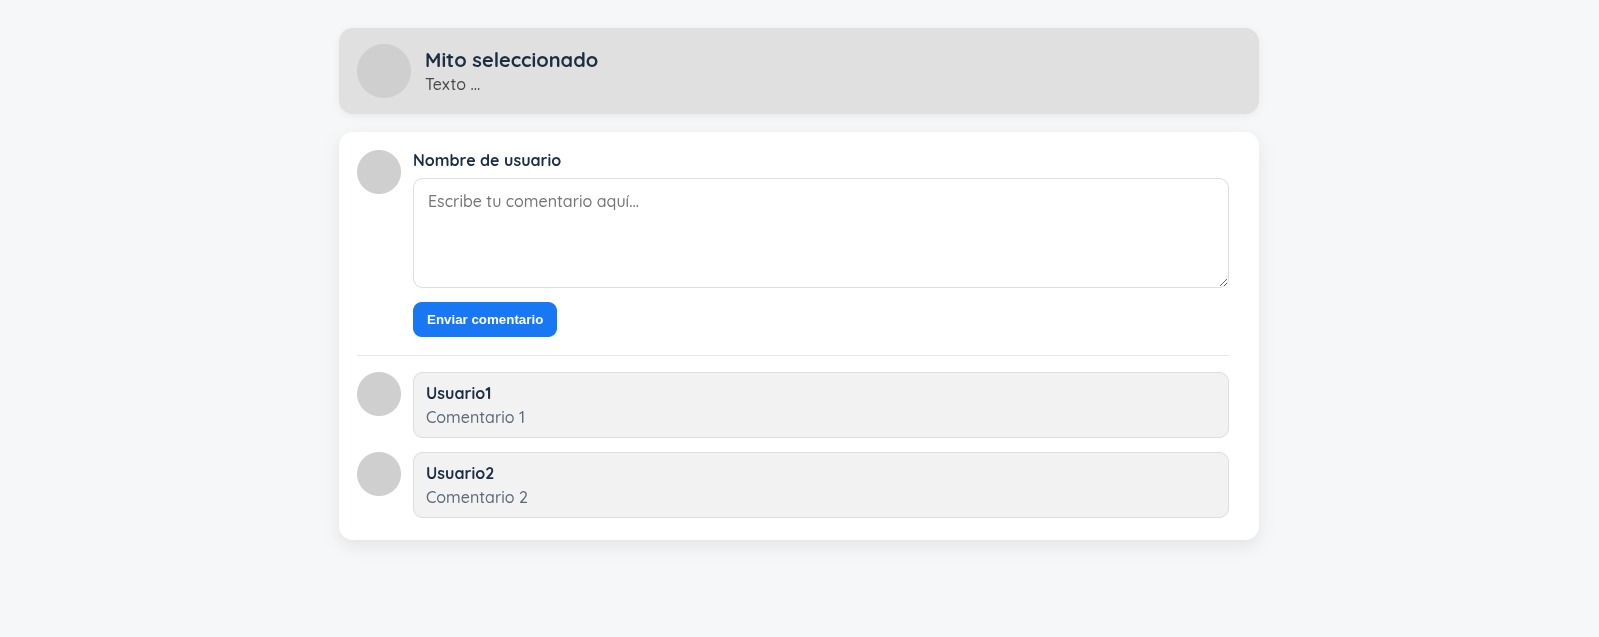 Mito seleccionado
Texto ...
Nombre de usuario
Escribe tu comentario aquí...
Enviar comentario
Usuario1
Comentario 1
Usuario2
Comentario 2